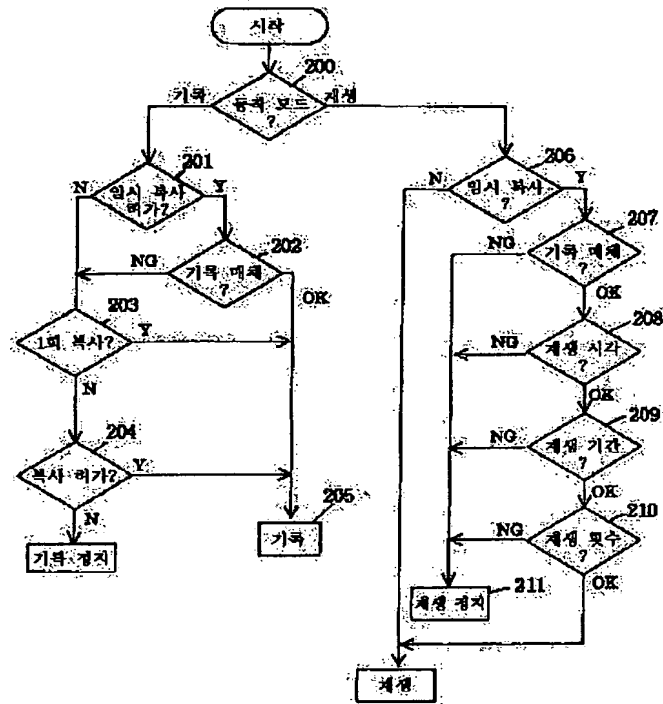 시작
200
기록
동작 모드
?
재생
201
N
임시 복사
허가?
Y
206
N
임시 복사
?
Y
202
NG
기록 매체
?
OK
207
NG
기록 매체
?
OK
203
1회 복사?
Y
N
208
NG
재생 시각
?
OK
204
복사 허가?
Y
N
209
NG
재생 기간
?
OK
205
기록
기록 정지
210
NG
재생 횟수
?
OK
재생 정지
211
재생